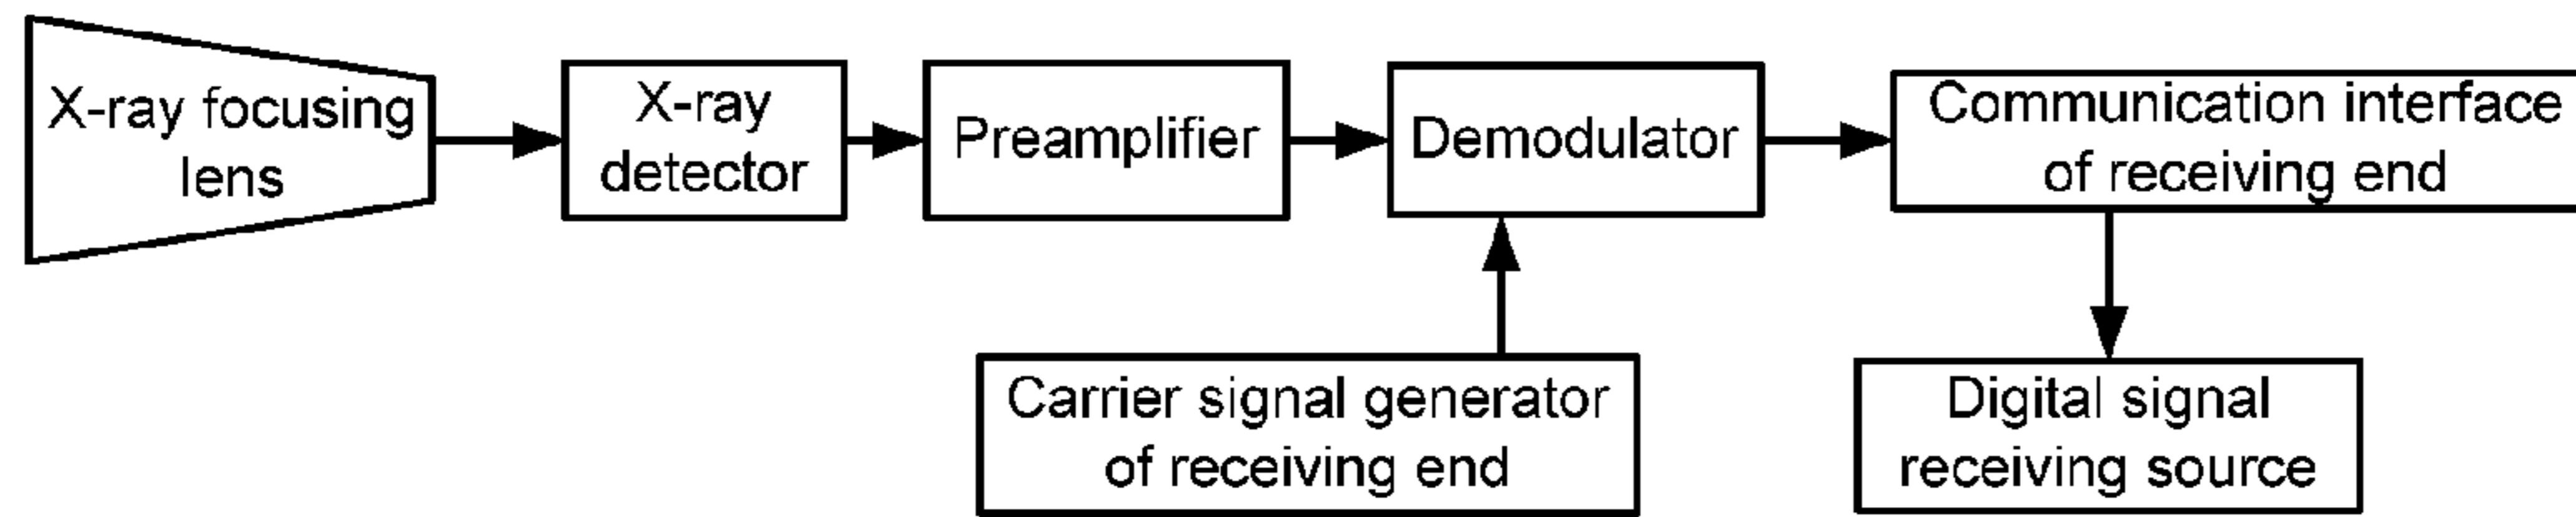 X-ray focusing
lens
X-ray
detector
Preamplifier
Demodulator
Communication interface
of receiving end
Carrier signal generator
of receiving end
Digital signal
receiving source